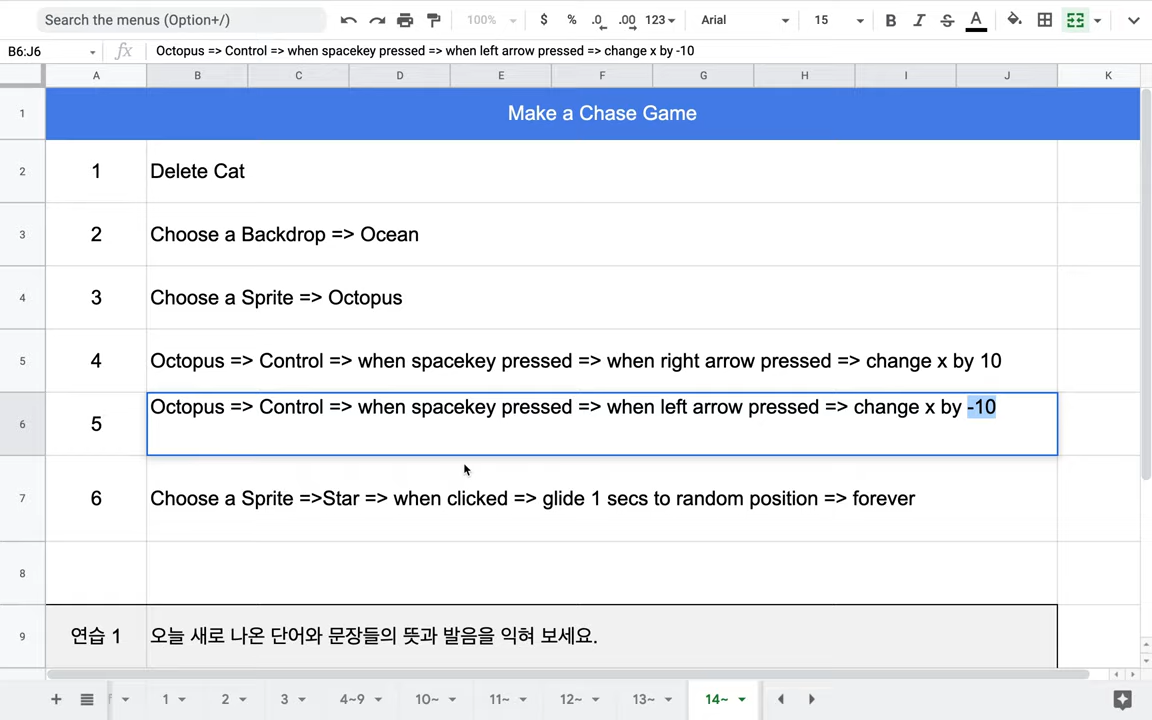 Search the menus (Option+/)
100% $ % .0 .00 123 Arial 15 B I S A
B6:J6 fx Octopus => Control => when spacekey pressed => when left arrow pressed => change x by -10
A B C D E F G H I J K
1 Make a Chase Game
2 1 Delete Cat
3 2 Choose a Backdrop => Ocean
4 3 Choose a Sprite => Octopus
5 4 Octopus => Control => when spacekey pressed => when right arrow pressed => change x by 10
6 5 Octopus => Control => when spacekey pressed => when left arrow pressed => change x by -10
7 6 Choose a Sprite =>Star => when clicked => glide 1 secs to random position => forever
8
9 연습 1 오늘 새로 나온 단어와 문장들의 뜻과 발음을 익혀 보세요.
1 2 3 4~9 10~ 11~ 12~ 13~ 14~